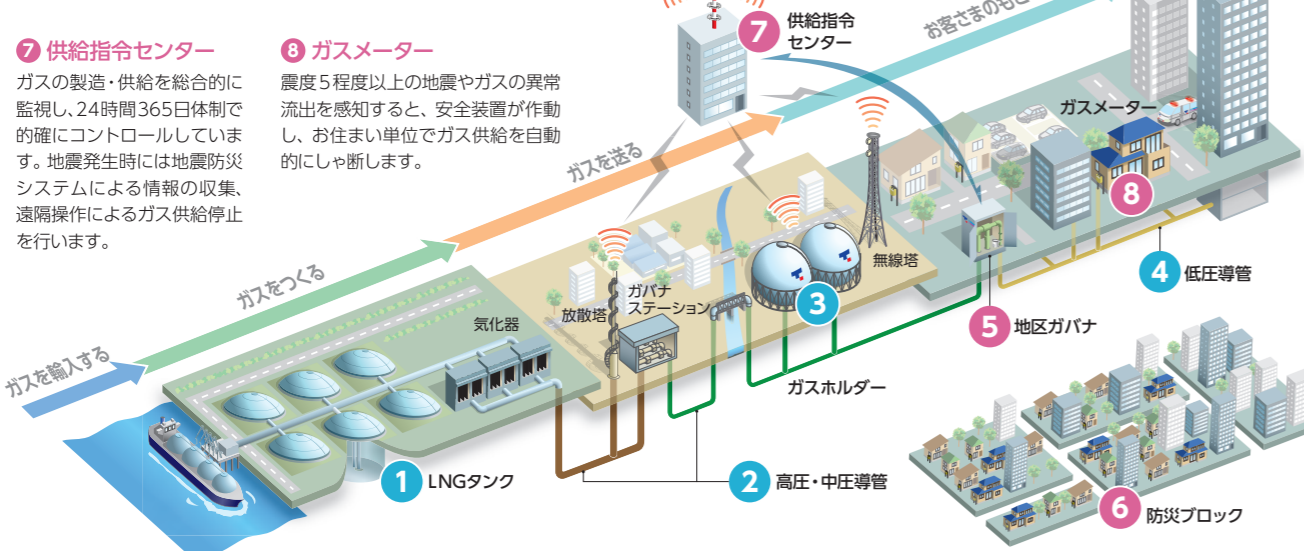 7 供給指令センター
ガスの製造・供給を総合的に
監視し、24時間365日体制で
的確にコントロールしていま
す。地震発生時には地震防災
システムによる情報の収集、
遠隔操作によるガス供給停止
を行います。
8 ガスメーター
震度5程度以上の地震やガスの異常
流出を感知すると、安全装置が作動
し、お住まい単位でガス供給を自動
的にしゃ断します。
7 供給指令
センター
お客さまのもと
ガスメーター
8
ガスを送る
無線塔
4 低圧導管
ガスをつくる
ガバナ
ステーション
放散塔
3
気化器
5 地区ガバナ
ガスを輸入する
ガスホルダー
1 LNGタンク
2 高圧・中圧導管
6 防災ブロック